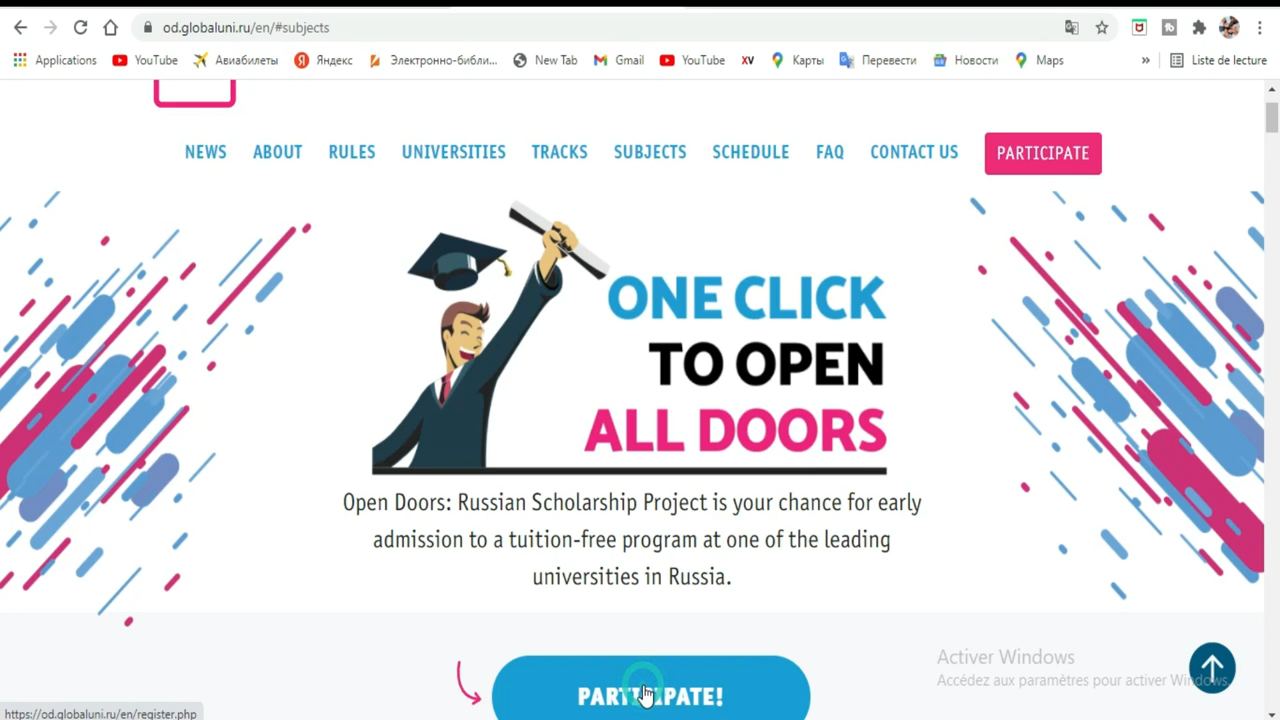 od.globaluni.ru/en/#subjects
Applications YouTube Авиабилеты Яндекс Электронно-библи... New Tab Gmail YouTube XV Карты Перевести Новости Maps » Liste de lecture
NEWS ABOUT RULES UNIVERSITIES TRACKS SUBJECTS SCHEDULE FAQ CONTACT US PARTICIPATE
ONE CLICK
TO OPEN
ALL DOORS
Open Doors: Russian Scholarship Project is your chance for early
admission to a tuition-free program at one of the leading
universities in Russia.
PARTICIPATE!
Activer Windows
Accédez aux paramètres pour activer Windows.
https://od.globaluni.ru/en/register.php